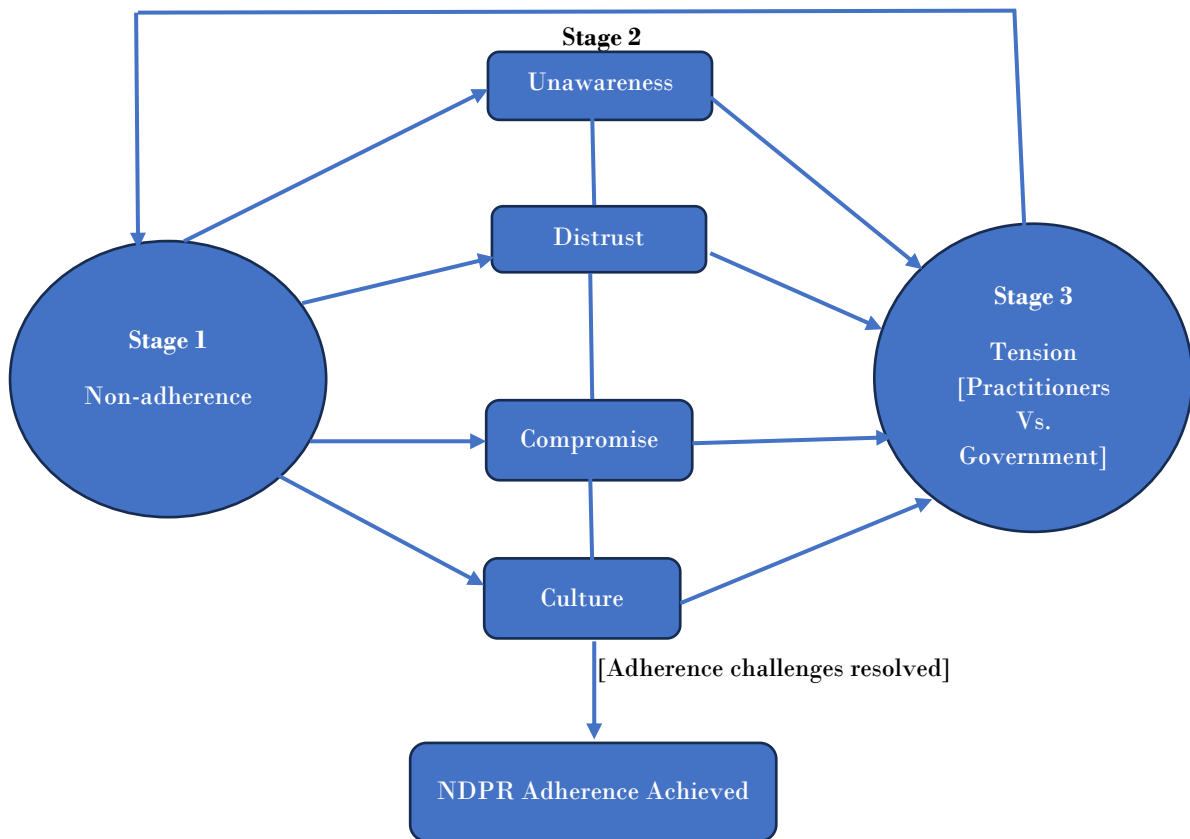 Stage 2
Unawareness
Distrust
Stage 1
Non-adherence
Compromise
Culture
Stage 3
Tension
[Practitioners
Vs.
Government]
[Adherence challenges resolved]
NDPR Adherence Achieved